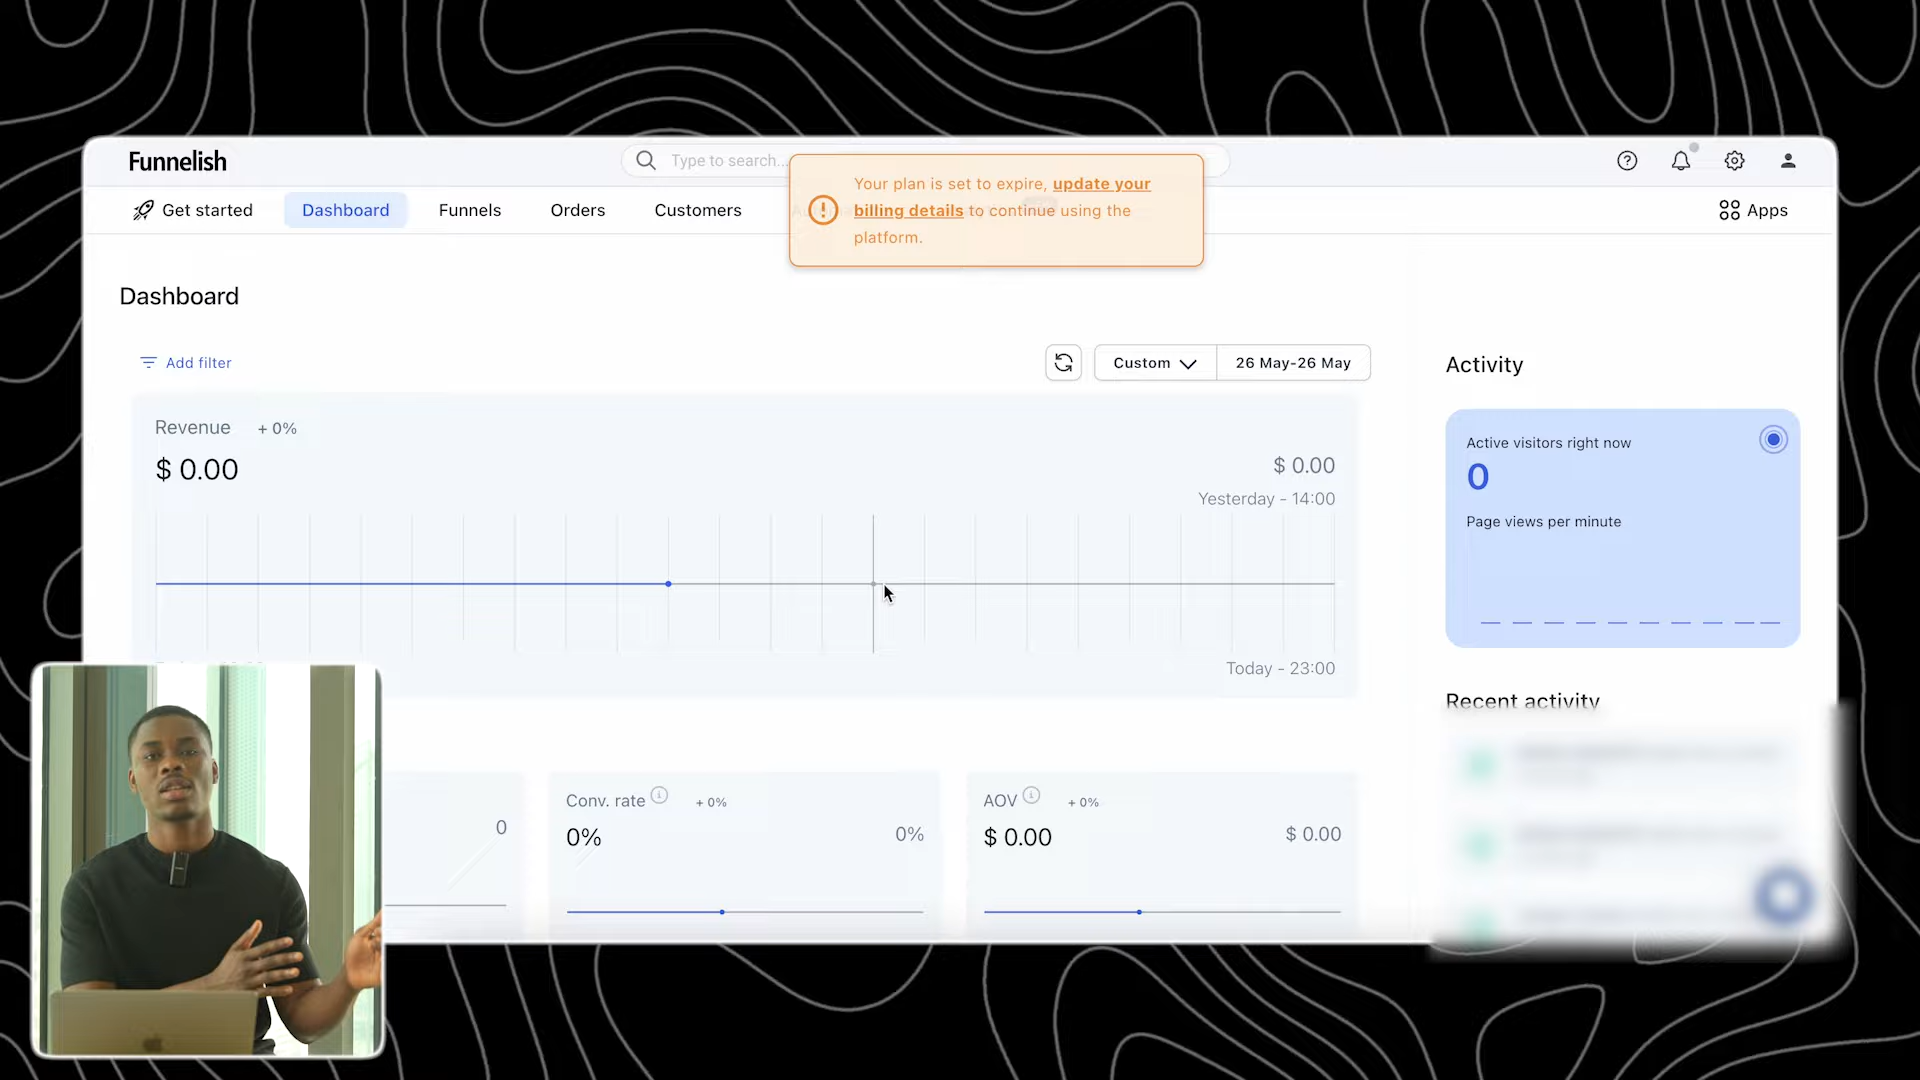 Funnelish
Type to search...
Your plan is set to expire, update your
billing details to continue using the
platform.
Get started
Dashboard
Funnels
Orders
Customers
Apps
Dashboard
Add filter
Custom
26 May-26 May
Activity
Revenue + 0%
$ 0.00
$ 0.00
Yesterday - 14:00
Today - 23:00
Active visitors right now
0
Page views per minute
Recent activity
0
Conv. rate + 0%
0%
0%
AOV + 0%
$ 0.00
$ 0.00